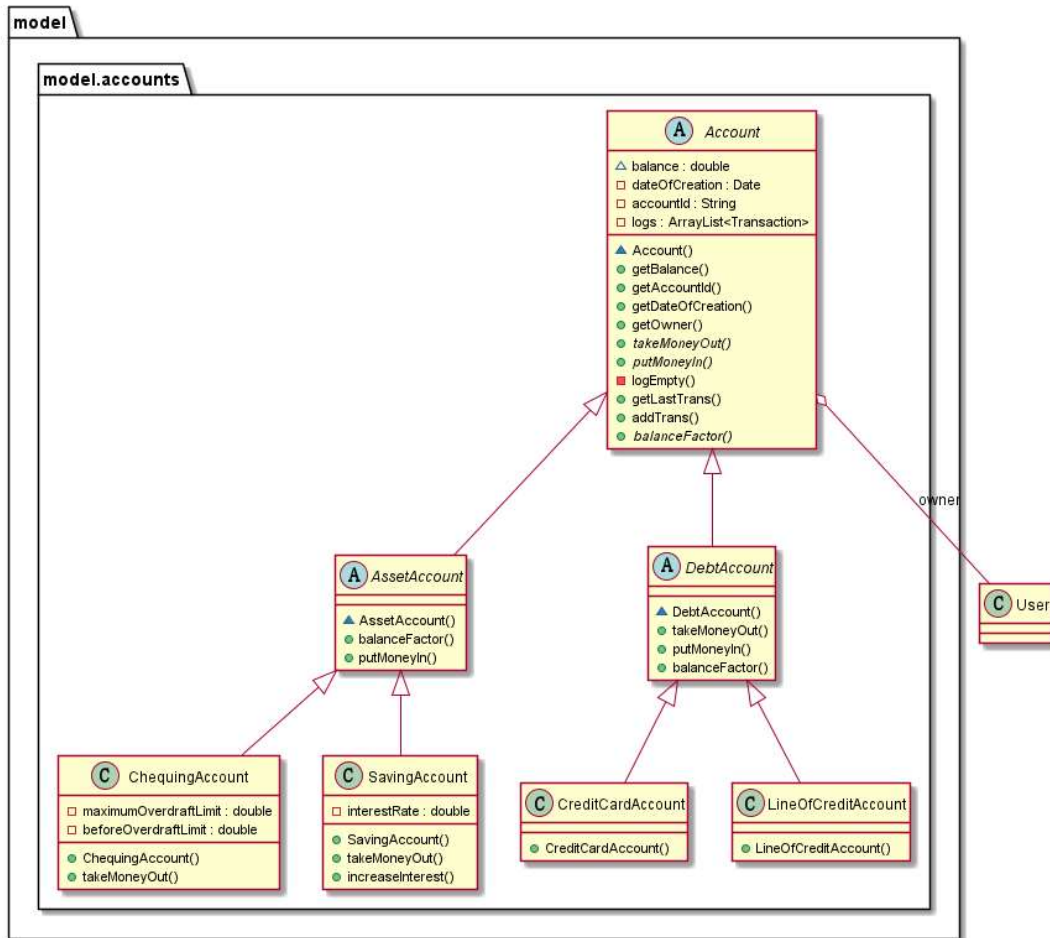 model
model.accounts
A Account
balance : double
dateOfCreation : Date
accountId : String
logs : ArrayList<Transaction>
Account()
getBalance()
getAccountId()
getDateOfCreation()
getOwner()
takeMoneyOut()
putMoneyIn()
logEmpty()
getLastTrans()
addTrans()
balanceFactor()
owner
A AssetAccount
AssetAccount()
balanceFactor()
putMoneyIn()
A DebtAccount
DebtAccount()
takeMoneyOut()
putMoneyIn()
balanceFactor()
C User
C ChequingAccount
maximumOverdraftLimit : double
beforeOverdraftLimit : double
ChequingAccount()
takeMoneyOut()
C SavingAccount
interestRate : double
SavingAccount()
takeMoneyOut()
increaseInterest()
C CreditCardAccount
CreditCardAccount()
C LineOfCreditAccount
LineOfCreditAccount()